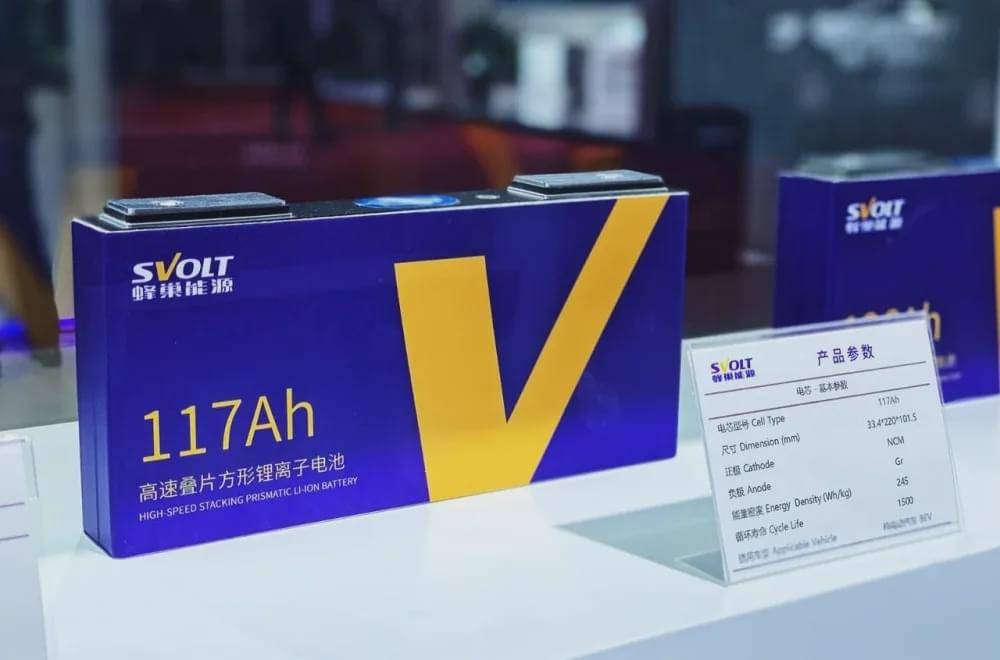 SVOLT
蜂巢能源
117Ah
高速叠片方形锂离子电池
HIGH-SPEED STACKING PRISMATIC LI-ION BATTERY
SVOLT
蜂巢能源
SVOLT
蜂巢能源
产品参数
电芯 - 基本参数
电芯型号 Cell Type 117Ah
尺寸 Dimension (mm) 33.4*220*101.5
正极 Cathode NCM
负极 Anode Gr
能量密度 Energy Density (Wh/kg) 245
循环寿命 Cycle Life 1500
适用车型 Applicable Vehicle 纯电动汽车 BEV